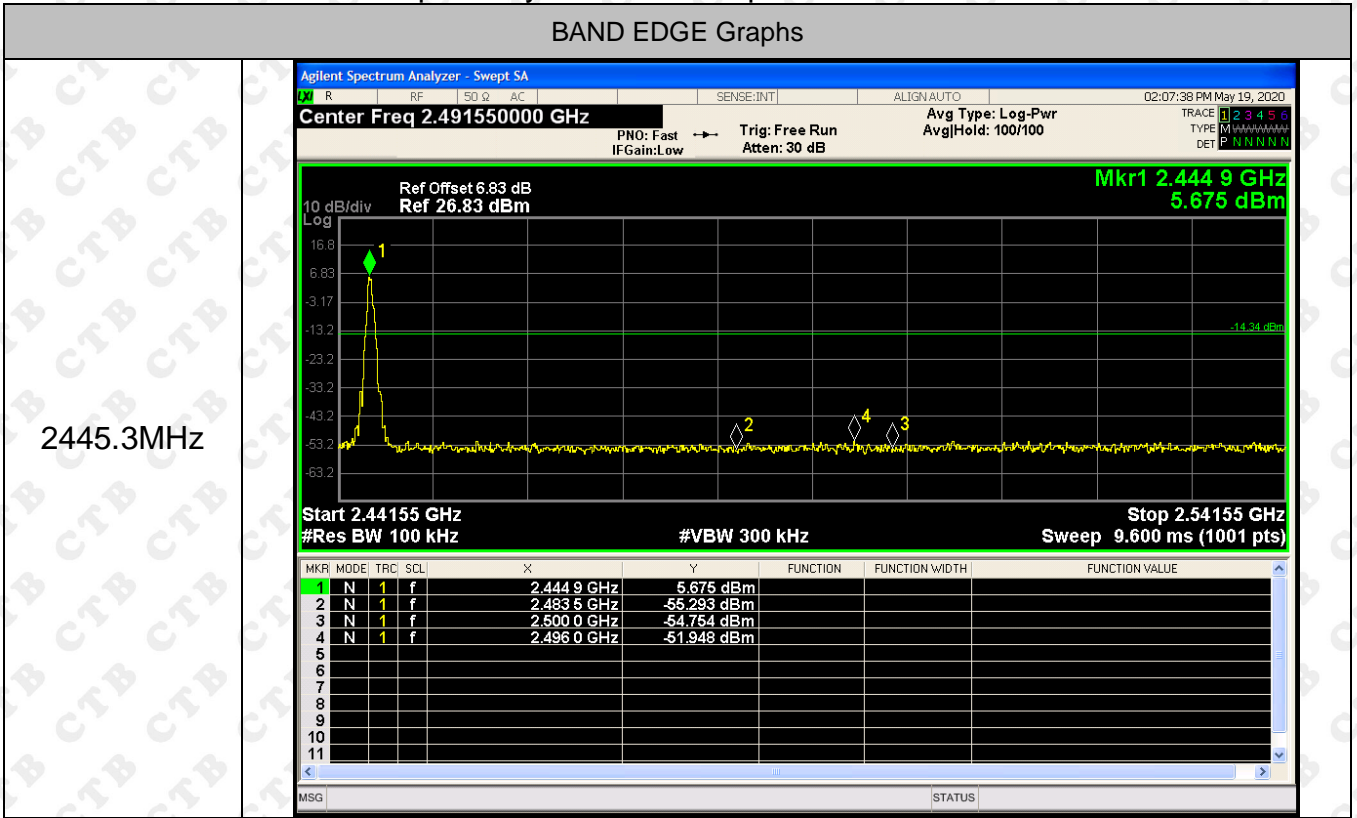 BAND EDGE Graphs
2445.3MHz
Agilent Spectrum Analyzer - Swept SA
LXI R RF 50 Ω AC SENSE:INT ALIGN AUTO 02:07:38 PM May 19, 2020
Center Freq 2.491550000 GHz
PNO: Fast
IFGain:Low
Trig: Free Run
Atten: 30 dB
Avg Type: Log-Pwr
Avg|Hold: 100/100
TRACE 1 2 3 4 5 6
TYPE M
DET P N N N N N
Mkr1 2.444 9 GHz
5.675 dBm
Ref Offset 6.83 dB
10 dB/div Ref 26.83 dBm
Log
16.8
6.83
-3.17
-13.2
-23.2
-33.2
-43.2
-53.2
-63.2
1
-14.34 dBm
2
4
3
Start 2.44155 GHz Stop 2.54155 GHz
#Res BW 100 kHz #VBW 300 kHz Sweep 9.600 ms (1001 pts)
MKR MODE TRC SCL X Y FUNCTION FUNCTION WIDTH FUNCTION VALUE
1 N 1 f 2.444 9 GHz 5.675 dBm
2 N 1 f 2.483 5 GHz -55.293 dBm
3 N 1 f 2.500 0 GHz -54.754 dBm
4 N 1 f 2.496 0 GHz -51.948 dBm
5
6
7
8
9
10
11
MSG STATUS